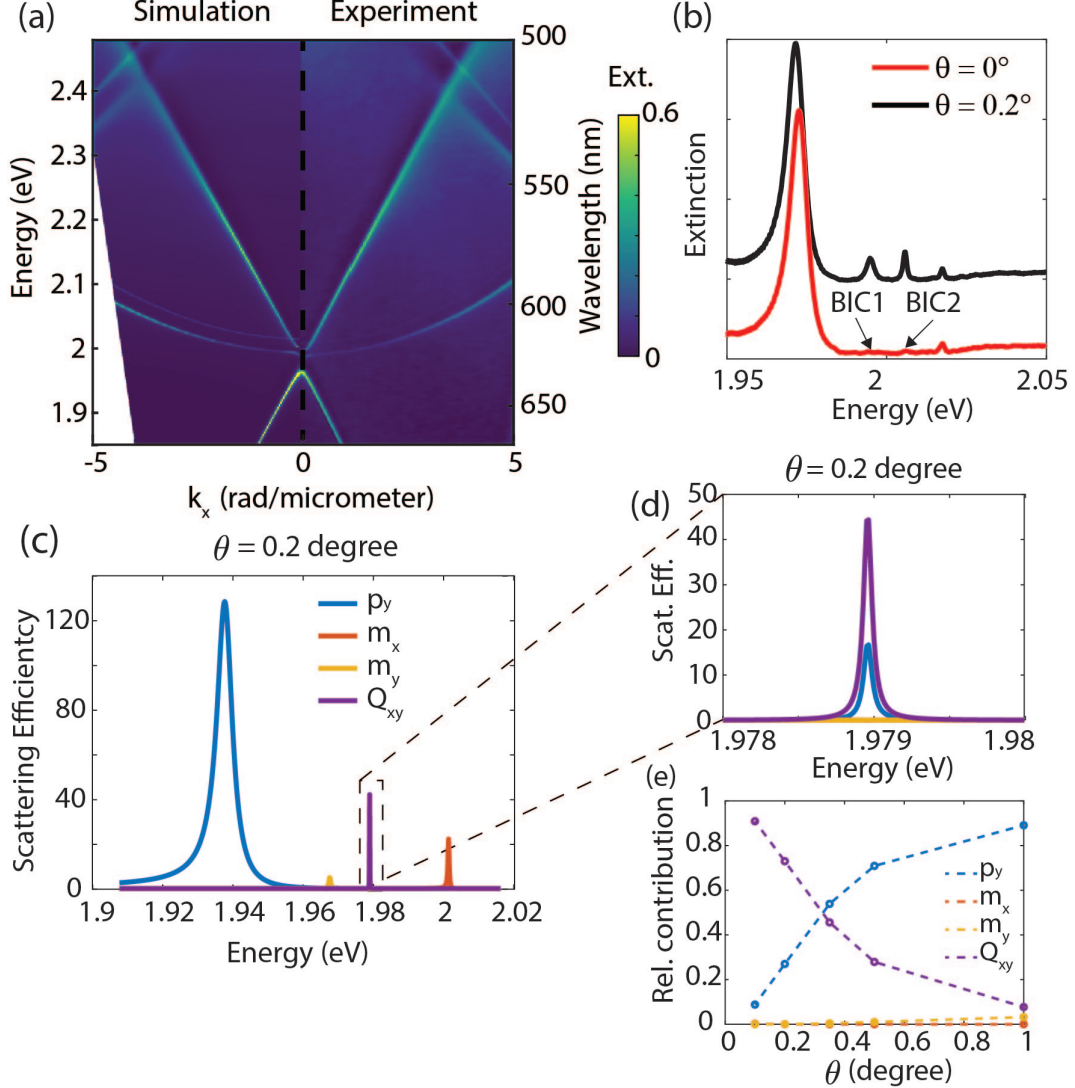 (a)
Simulation
Experiment
2.4
2.3
2.2
2.1
2
1.9
Energy (eV)
-5
0
5
k_x (rad/micrometer)
500
550
600
650
Wavelength (nm)
Ext.
0.6
0
(b)
θ = 0°
θ = 0.2°
Extinction
BIC1
BIC2
1.95
2
2.05
Energy (eV)
(c)
θ = 0.2 degree
Scattering Efficientcy
120
80
40
0
p_y
m_x
m_y
Q_xy
1.9
1.92
1.94
1.96
1.98
2
2.02
Energy (eV)
θ = 0.2 degree
(d)
50
40
30
20
10
0
Scat. Eff.
1.978
1.979
1.98
Energy (eV)
(e)
1
0.8
0.6
0.4
0.2
0
Rel. contribution
p_y
m_x
m_y
Q_xy
0
0.2
0.4
0.6
0.8
1
θ (degree)